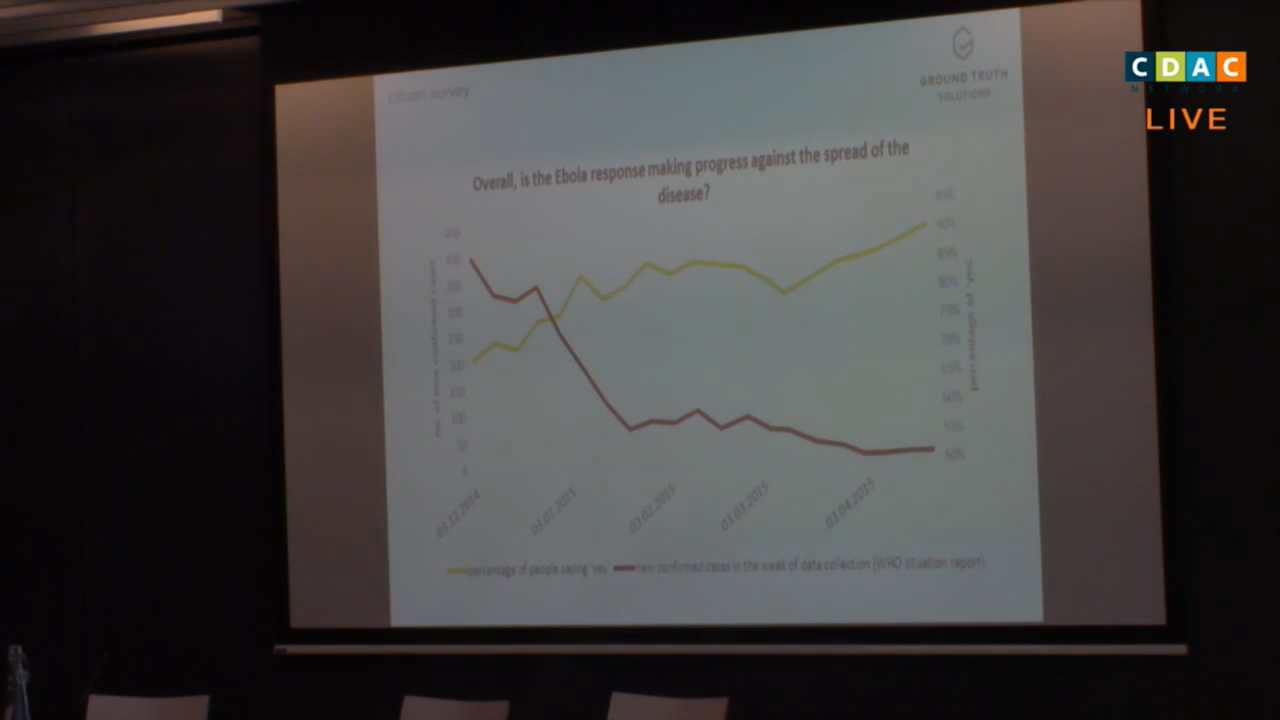 CDAC
NETWORK
LIVE
citizen survey
GROUND TRUTH
SOLUTIONS
Overall, is the Ebola response making progress against the spread of the
disease?
no. of new confirmed cases
450
400
350
300
250
200
150
100
50
0
95%
90%
85%
80%
75%
70%
65%
60%
55%
50%
percentage of 'yes'
03.12.2014
03.01.2015
03.02.2015
03.03.2015
03.04.2015
percentage of people saying 'yes'
new confirmed cases in the week of data collection (WHO situation report)